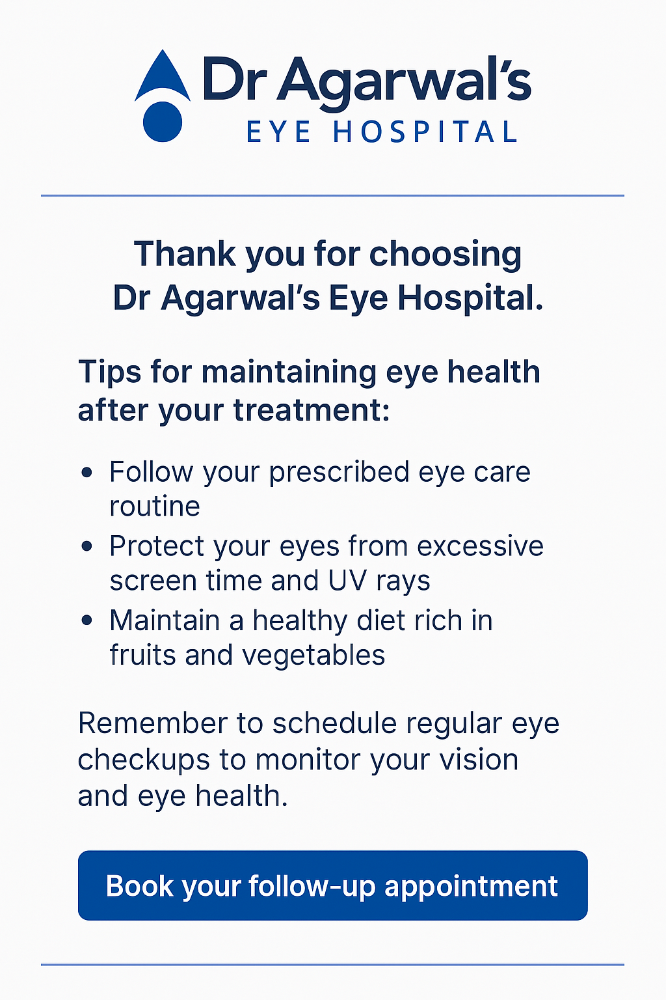 Dr Agarwal’s
EYE HOSPITAL
Thank you for choosing
Dr Agarwal’s Eye Hospital.
Tips for maintaining eye health
after your treatment:
• Follow your prescribed eye care
routine
• Protect your eyes from excessive
screen time and UV rays
• Maintain a healthy diet rich in
fruits and vegetables
Remember to schedule regular eye
checkups to monitor your vision
and eye health.
Book your follow-up appointment